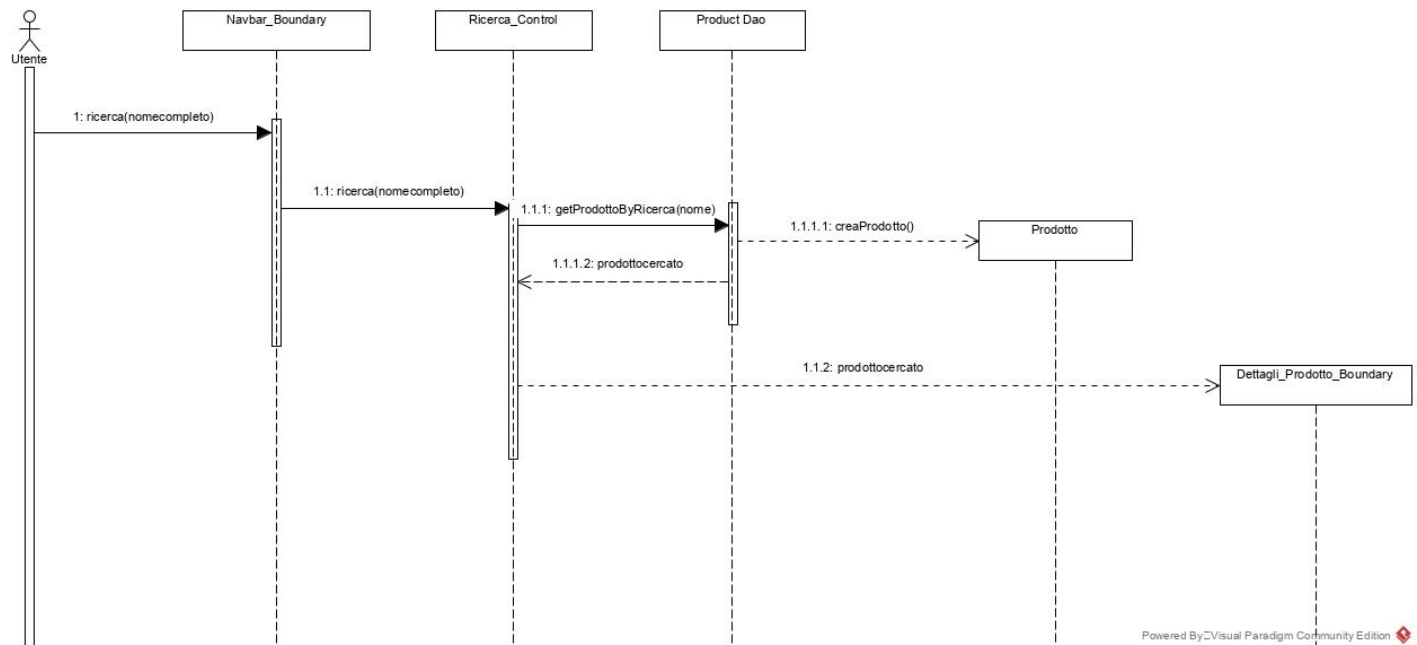 Navbar_Boundary
Ricerca_Control
Product Dao
Utente
1: ricerca(nomecompleto)
1.1: ricerca(nomecompleto)
1.1.1: getProdottoByRicerca(nome)
1.1.1.1: creaProdotto()
Prodotto
1.1.1.2: prodottocercato
1.1.2: prodottocercato
Dettagli_Prodotto_Boundary
Powered By Visual Paradigm Community Edition